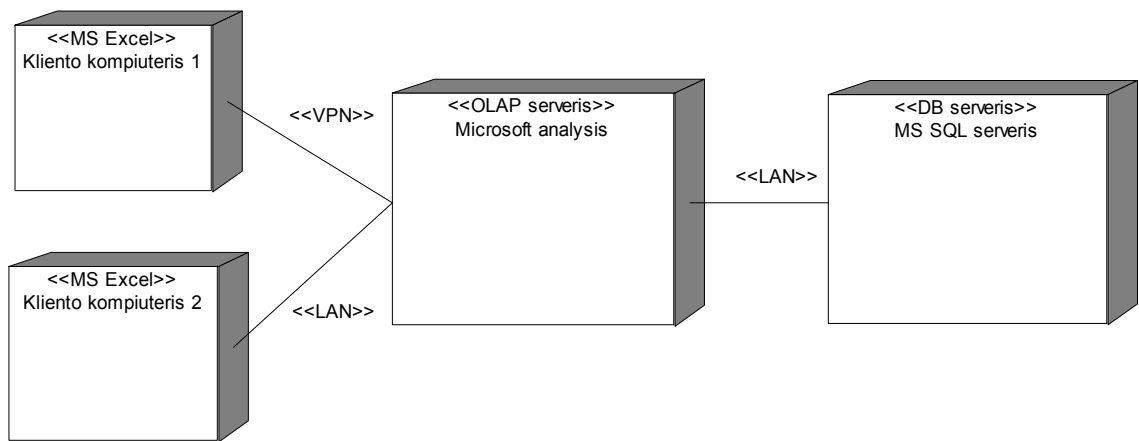 <<MS Excel>>
Kliento kompiuteris 1
<<VPN>>
<<OLAP serveris>>
Microsoft analysis
<<DB serveris>>
MS SQL serveris
<<LAN>>
<<MS Excel>>
Kliento kompiuteris 2
<<LAN>>